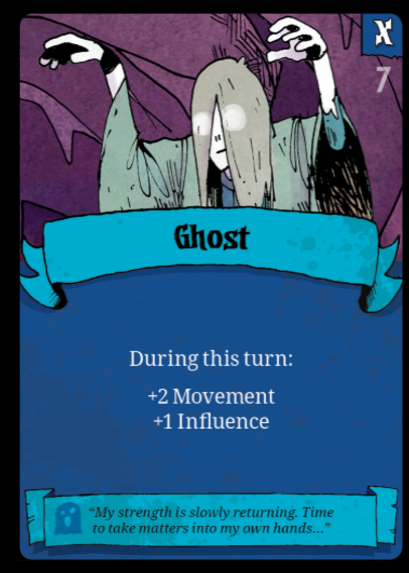 X
7
Ghost
During this turn:
+2 Movement
+1 Influence
“My strength is slowly returning. Time
to take matters into my own hands...”